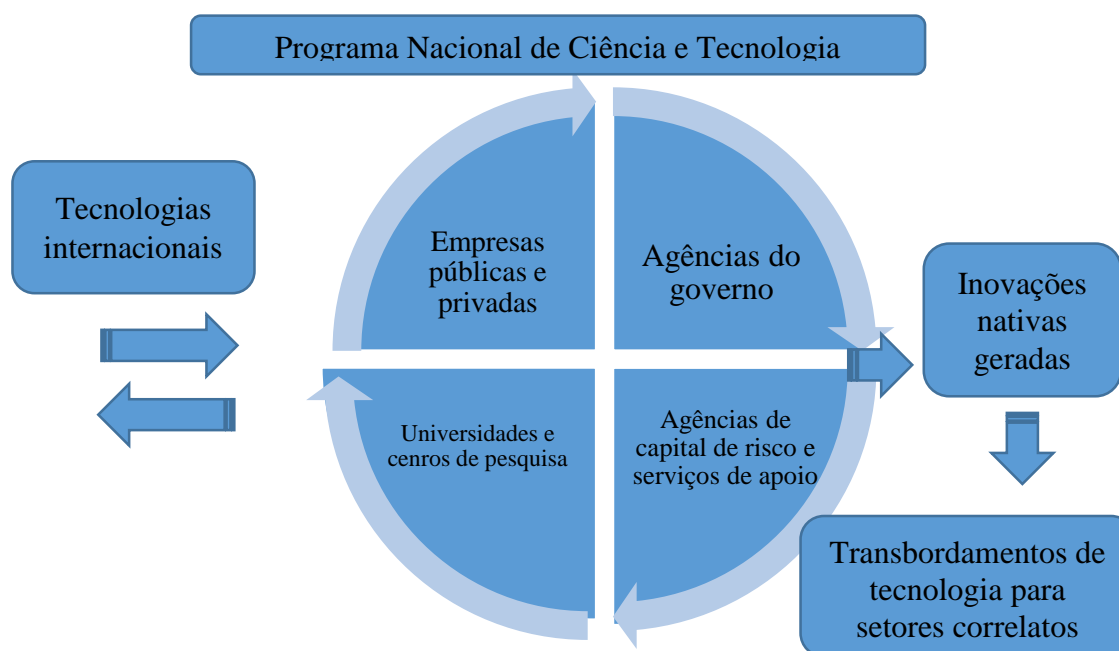 Programa Nacional de Ciência e Tecnologia
Tecnologias
internacionais
Empresas
públicas e
privadas
Agências do
governo
Inovações
nativas
geradas
Universidades e
cenros de pesquisa
Agências de
capital de risco e
serviços de apoio
Transbordamentos de
tecnologia para
setores correlatos